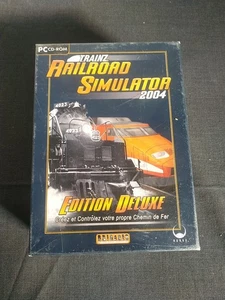 PC CD-ROM
TRAINZ
RAILROAD
SIMULATOR
2004
EDITION DELUXE
Créez et Contrôlez votre propre Chemin de Fer